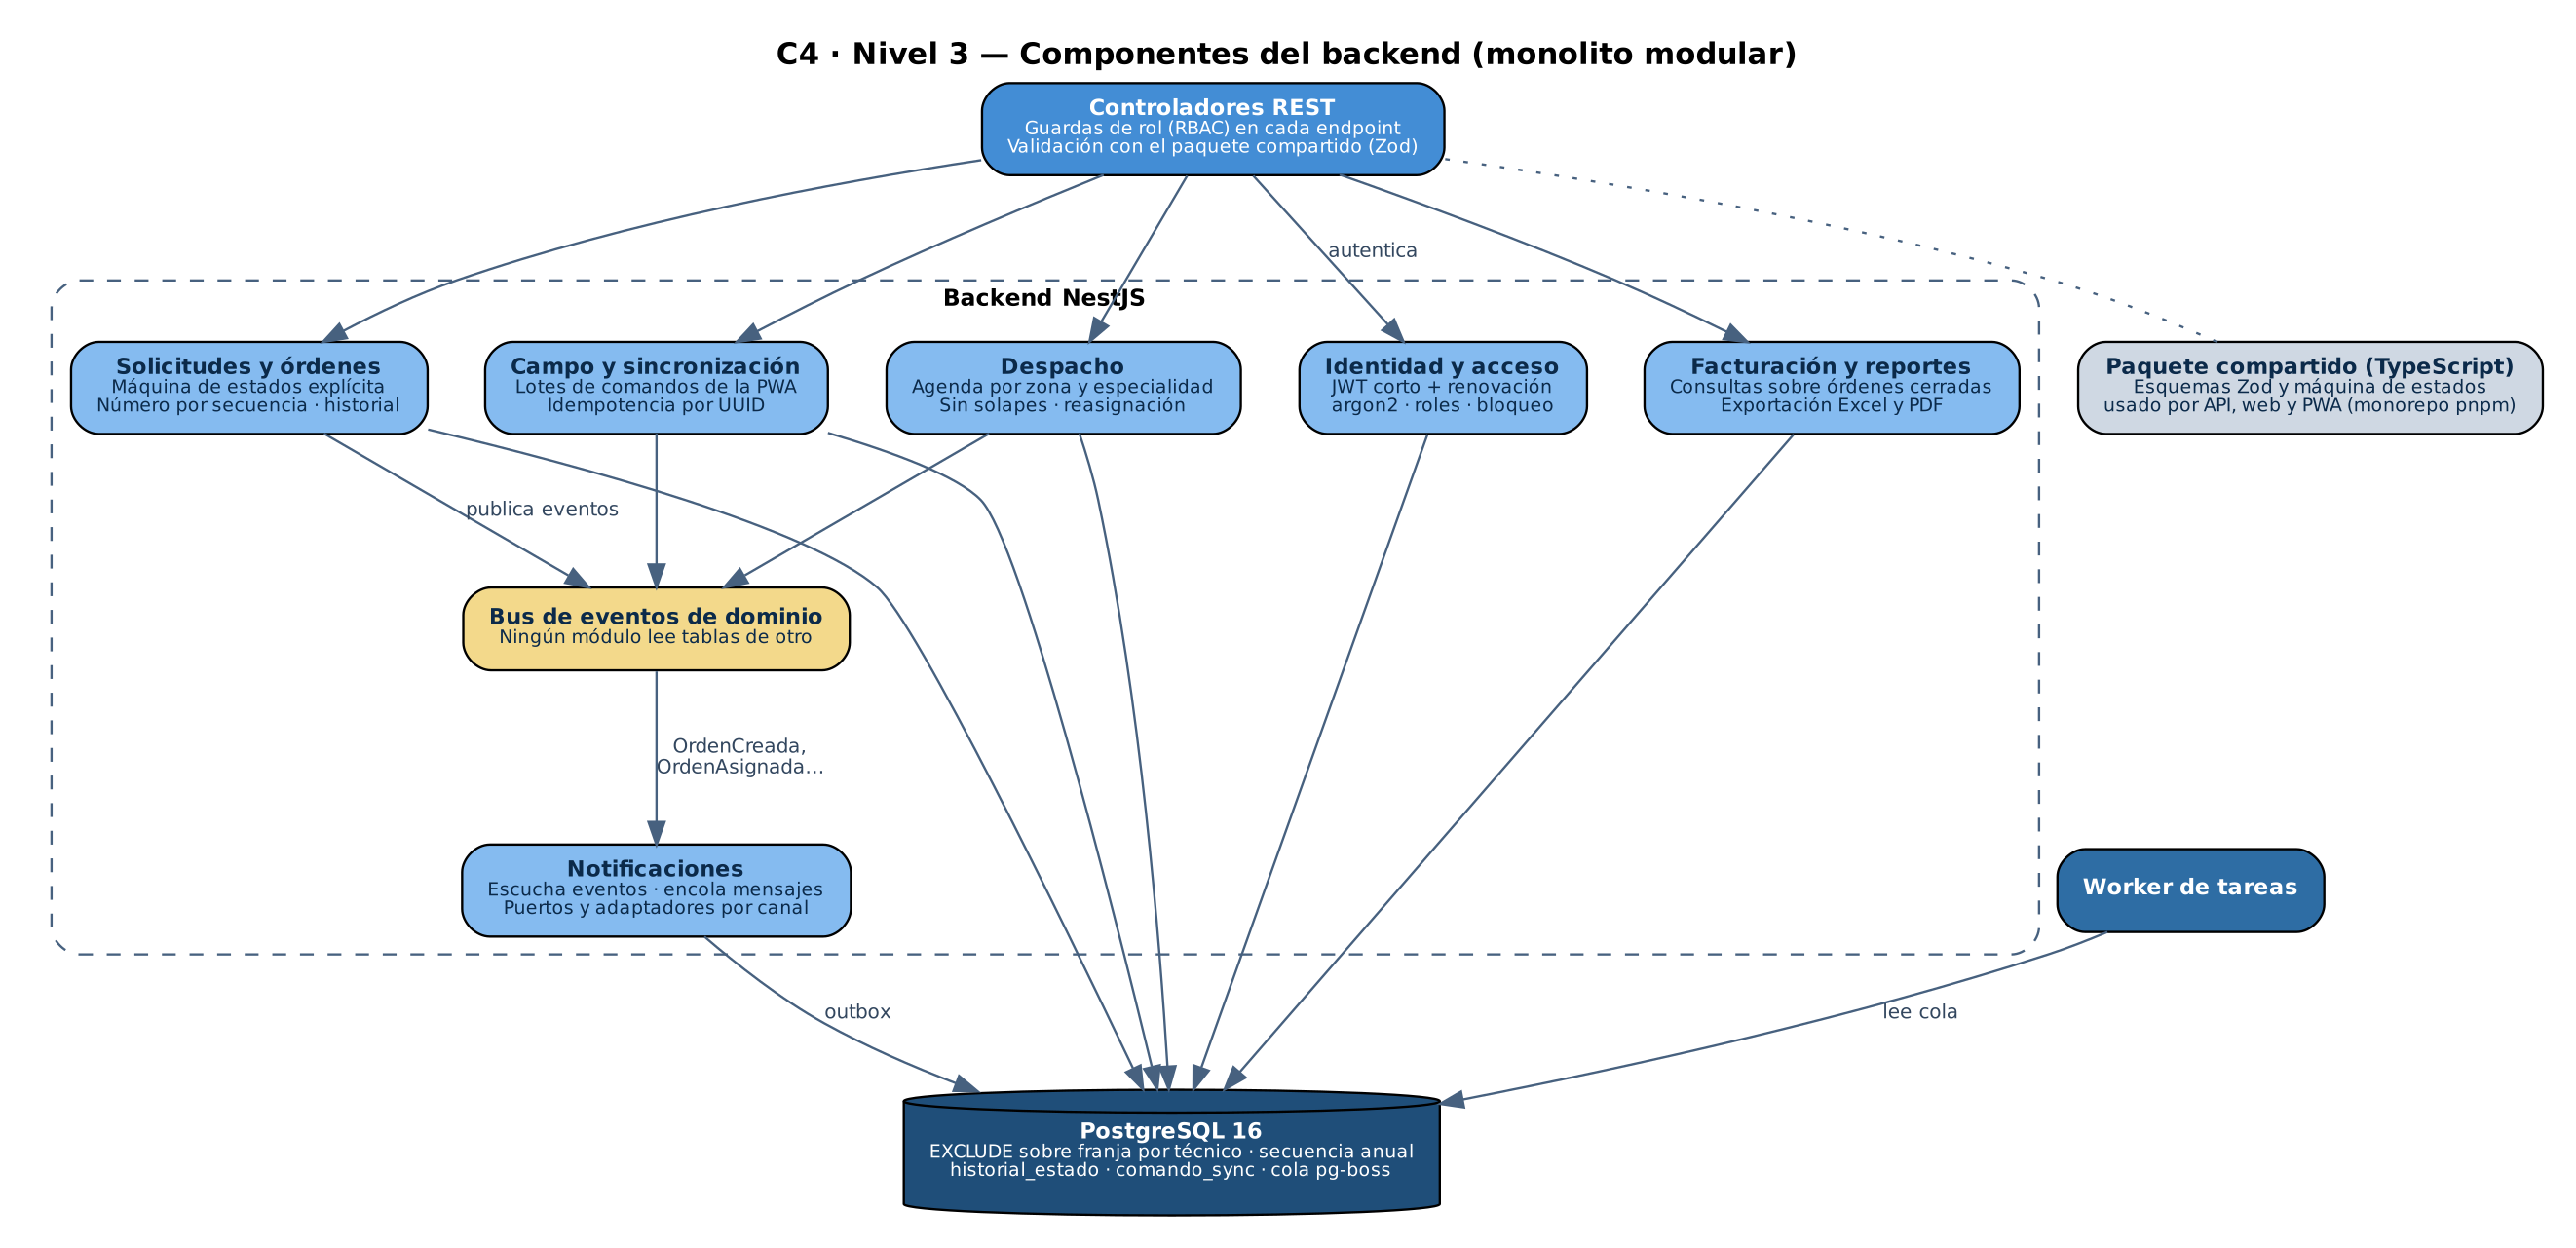 C4 · Nivel 3 — Componentes del backend (monolito modular)
Controladores REST
Guardas de rol (RBAC) en cada endpoint
Validación con el paquete compartido (Zod)
autentica
Backend NestJS
Solicitudes y órdenes
Máquina de estados explícita
Número por secuencia · historial
Campo y sincronización
Lotes de comandos de la PWA
Idempotencia por UUID
Despacho
Agenda por zona y especialidad
Sin solapes · reasignación
Identidad y acceso
JWT corto + renovación
argon2 · roles · bloqueo
Facturación y reportes
Consultas sobre órdenes cerradas
Exportación Excel y PDF
Paquete compartido (TypeScript)
Esquemas Zod y máquina de estados
usado por API, web y PWA (monorepo pnpm)
publica eventos
Bus de eventos de dominio
Ningún módulo lee tablas de otro
OrdenCreada,
OrdenAsignada…
Notificaciones
Escucha eventos · encola mensajes
Puertos y adaptadores por canal
Worker de tareas
outbox
lee cola
PostgreSQL 16
EXCLUDE sobre franja por técnico · secuencia anual
historial_estado · comando_sync · cola pg-boss